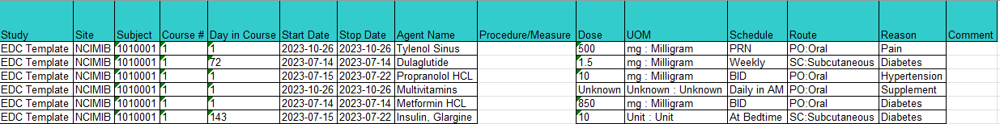 Study Site Subject Course # Day in Course Start Date Stop Date Agent Name Procedure/Measure Dose UOM Schedule Route Reason Comment
EDC Template NCIMIB 1010001 1 1 2023-10-26 2023-10-26 Tylenol Sinus 500 mg : Milligram PRN PO:Oral Pain
EDC Template NCIMIB 1010001 1 72 2023-07-14 2023-07-14 Dulaglutide 1.5 mg : Milligram Weekly SC:Subcutaneous Diabetes
EDC Template NCIMIB 1010001 1 1 2023-07-15 2023-07-22 Propranolol HCL 10 mg : Milligram BID PO:Oral Hypertension
EDC Template NCIMIB 1010001 1 1 2023-10-26 2023-10-26 Multivitamins Unknown Unknown : Unknown Daily in AM PO:Oral Supplement
EDC Template NCIMIB 1010001 1 1 2023-07-14 2023-07-14 Metformin HCL 850 mg : Milligram BID PO:Oral Diabetes
EDC Template NCIMIB 1010001 1 143 2023-07-15 2023-07-22 Insulin, Glargine 10 Unit : Unit At Bedtime SC:Subcutaneous Diabetes